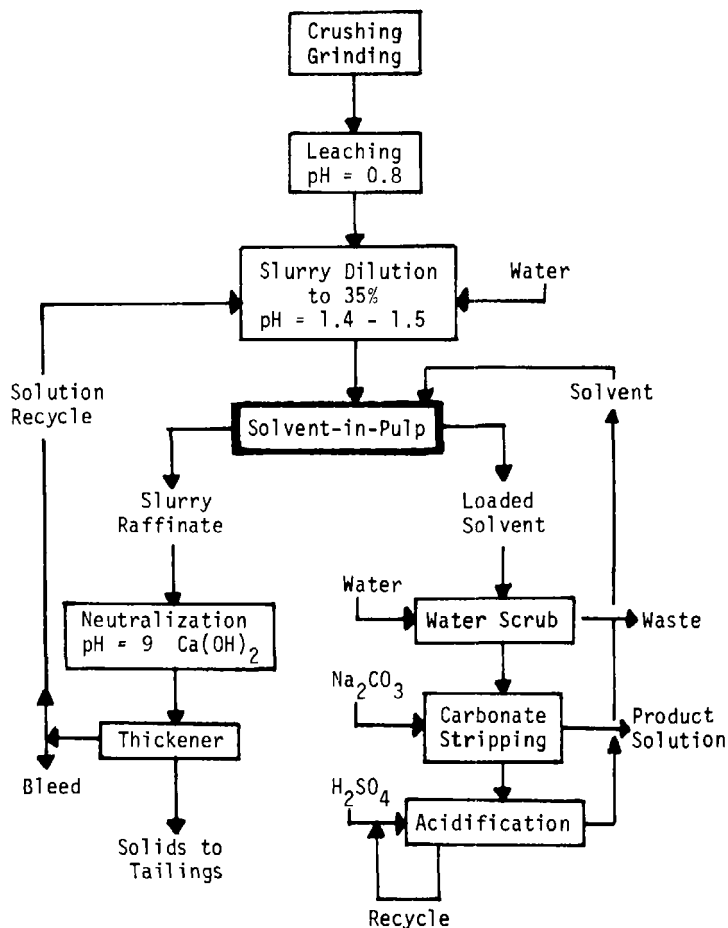 Crushing
Grinding
Leaching
pH = 0.8
Slurry Dilution
to 35%
pH = 1.4 - 1.5
Water
Solution
Recycle
Solvent
Solvent-in-Pulp
Slurry
Raffinate
Loaded
Solvent
Neutralization
pH = 9 Ca(OH)2
Water
Water Scrub
Waste
Na2CO3
Carbonate
Stripping
Product
Solution
Thickener
Bleed
H2SO4
Acidification
Solids to
Tailings
Recycle